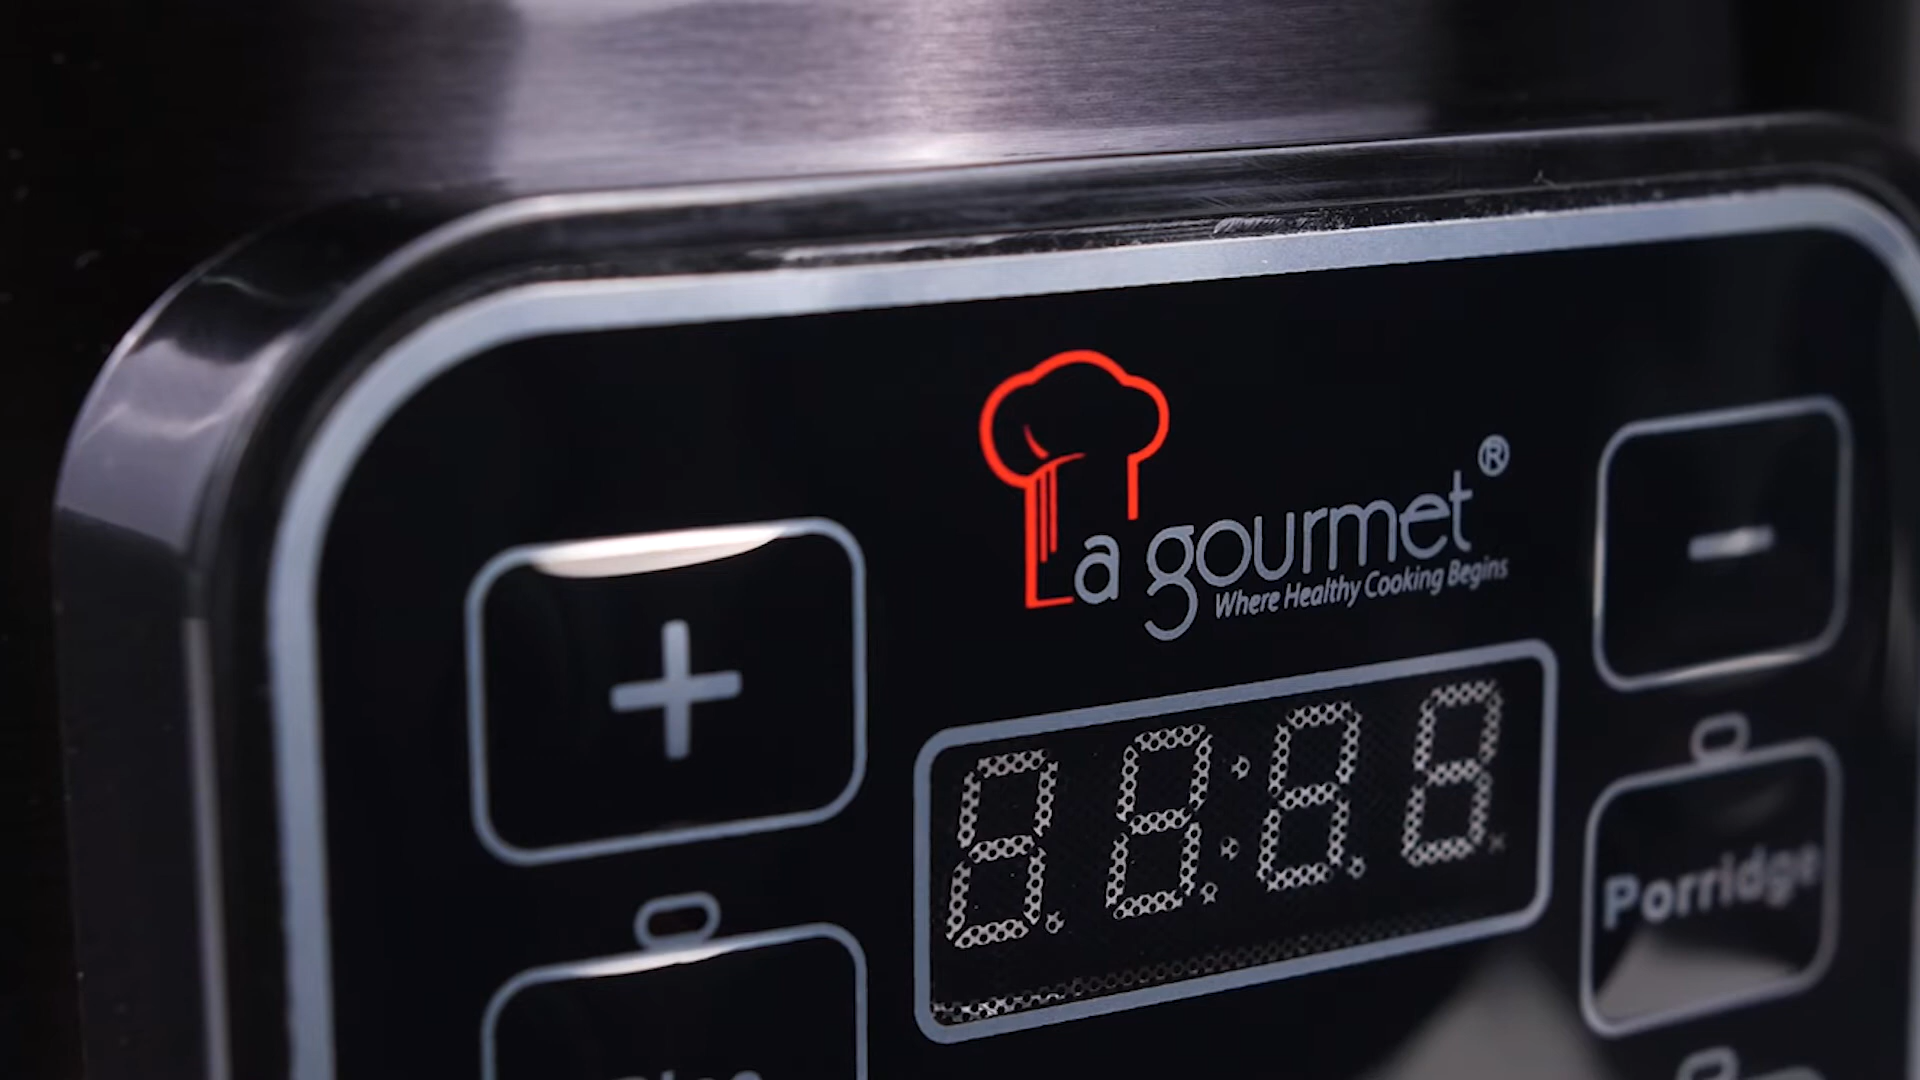 La gourmet®
Where Healthy Cooking Begins
+
-
88:88
Porridge